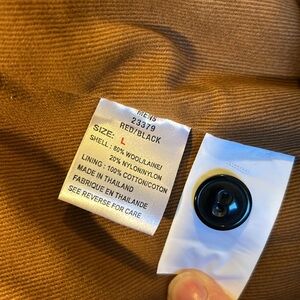 MENS
23379
RED/BLACK
SIZE: L
SHELL: 80% WOOL/LAINE/
20% NYLON/NYLON
LINING: 100% COTTON/COTON
MADE IN THAILAND
FABRIQUE EN THAILANDE
SEE REVERSE FOR CARE